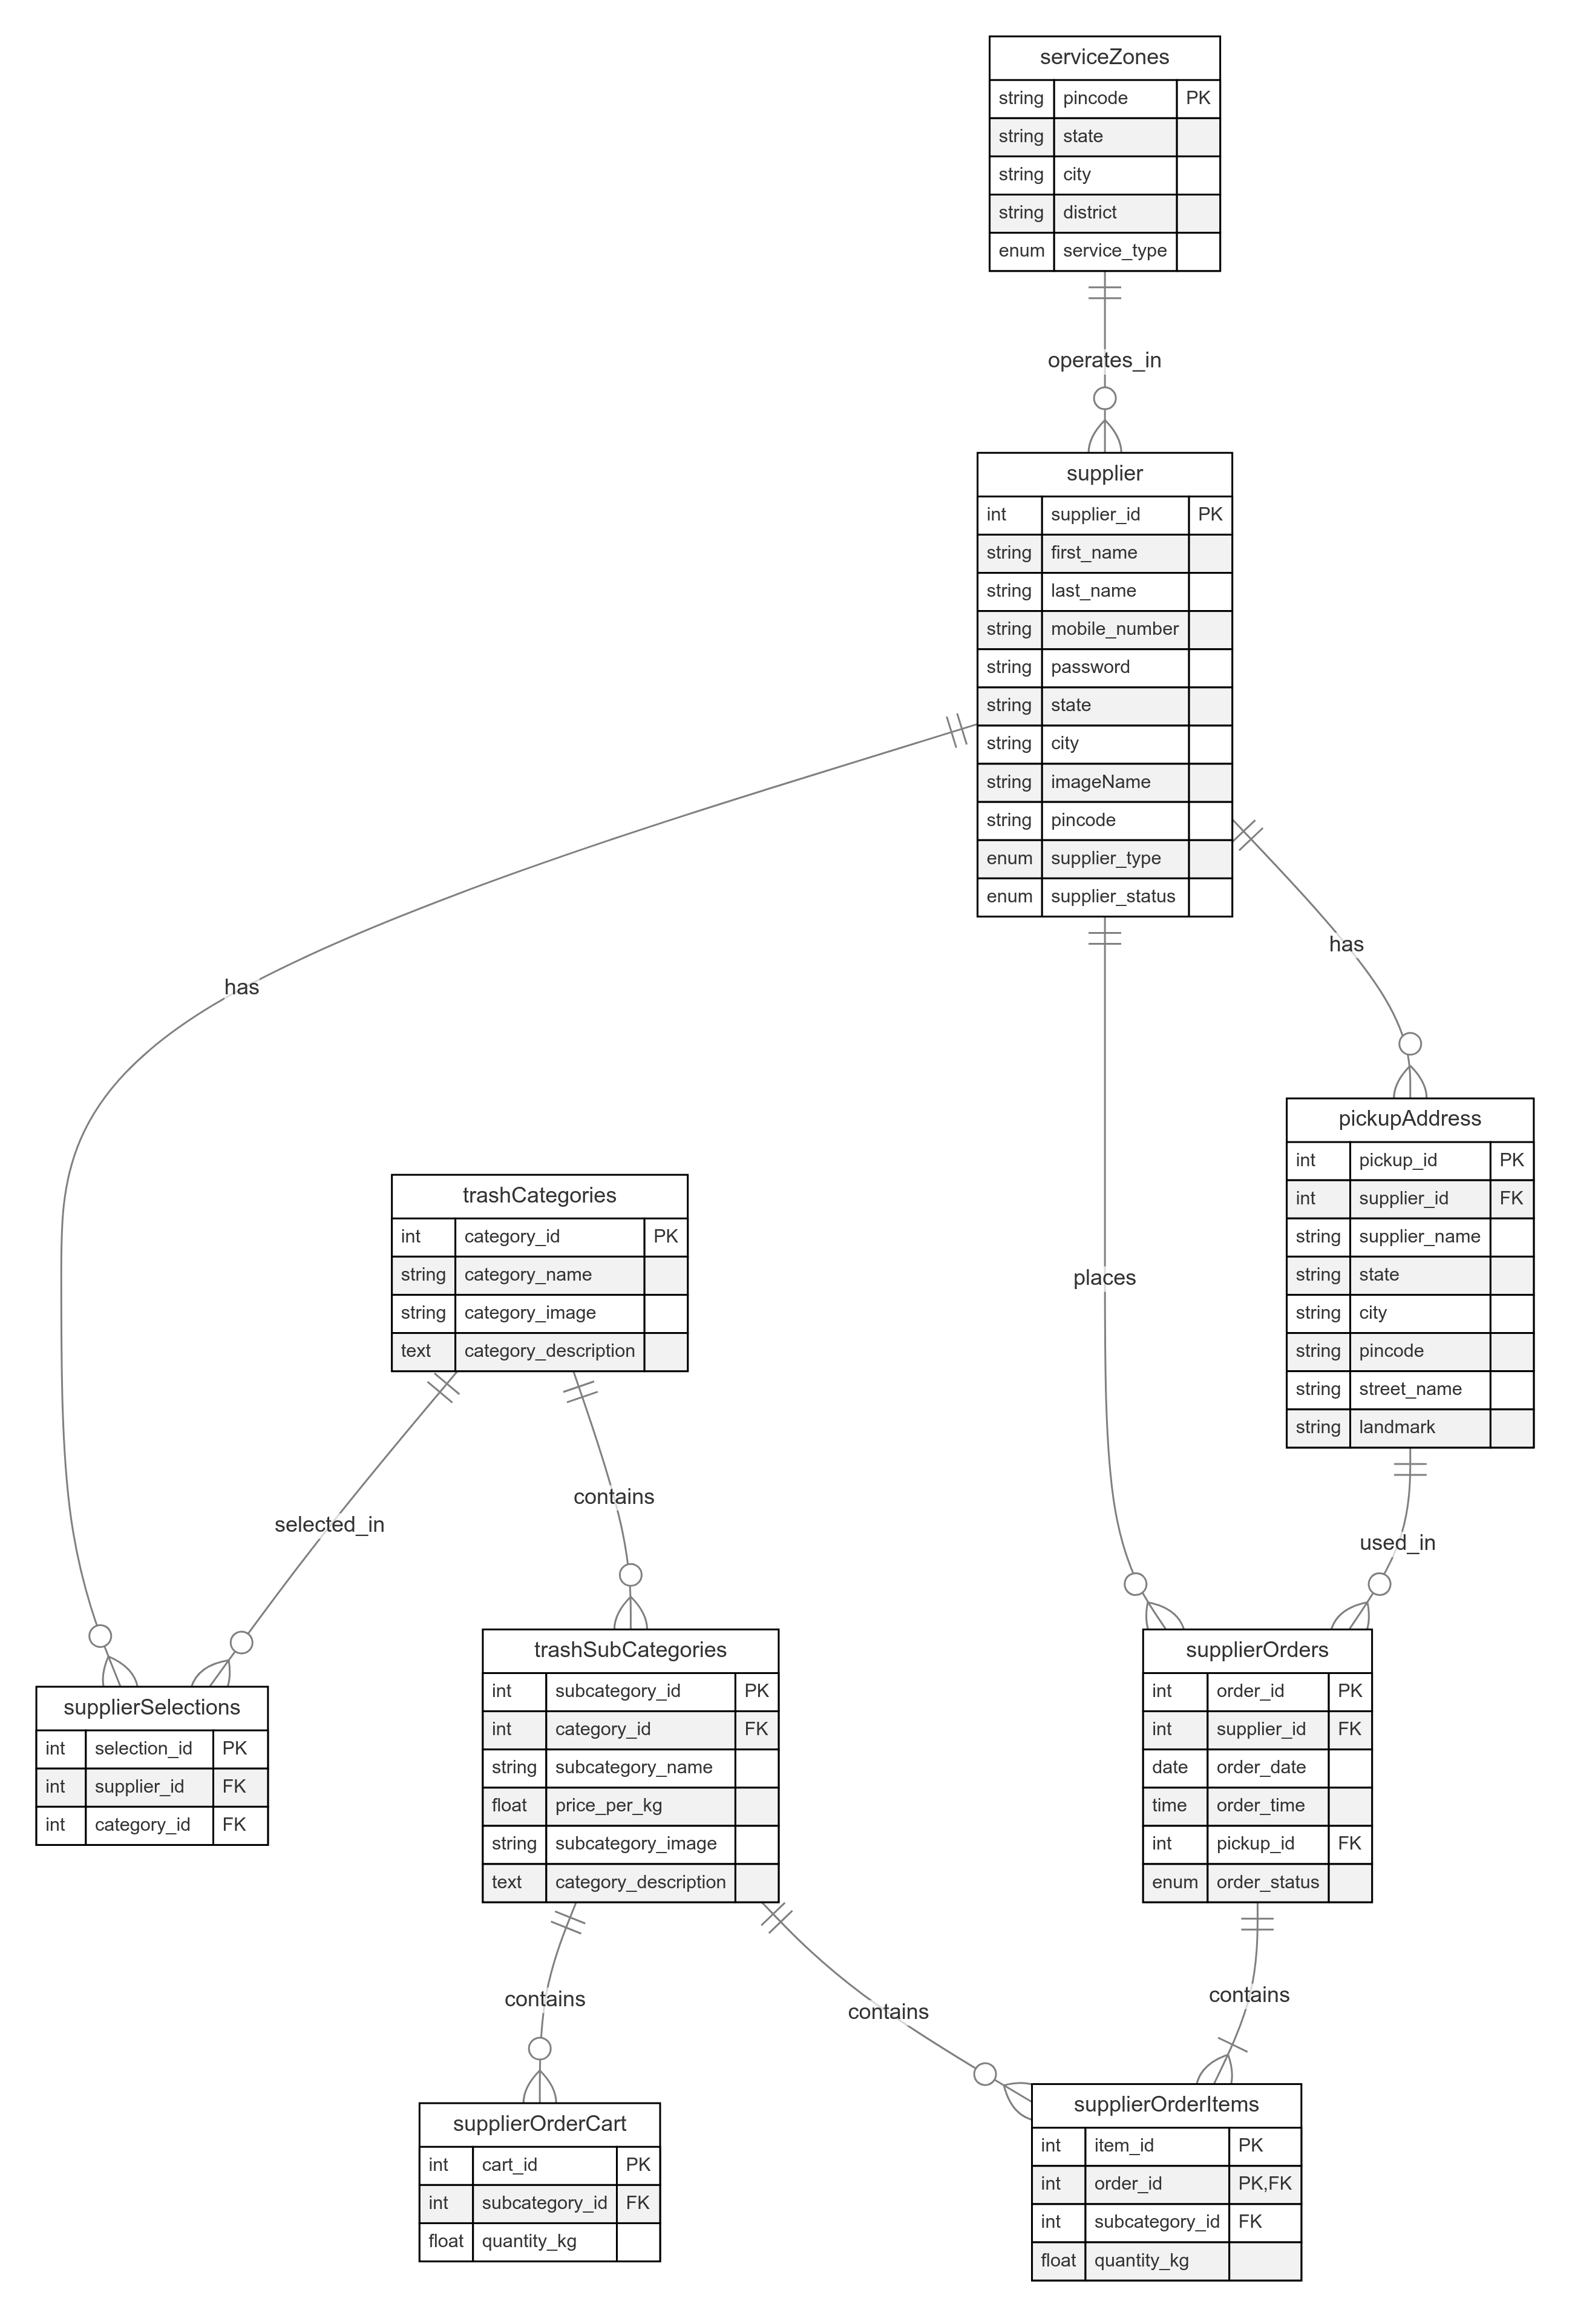 serviceZones
string pincode PK
string state
string city
string district
enum service_type
operates_in
supplier
int supplier_id PK
string first_name
string last_name
string mobile_number
string password
string state
string city
string imageName
string pincode
enum supplier_type
enum supplier_status
has
has
pickupAddress
int pickup_id PK
int supplier_id FK
string supplier_name
string state
string city
string pincode
string street_name
string landmark
trashCategories
int category_id PK
string category_name
string category_image
text category_description
places
selected_in
contains
used_in
supplierSelections
int selection_id PK
int supplier_id FK
int category_id FK
trashSubCategories
int subcategory_id PK
int category_id FK
string subcategory_name
float price_per_kg
string subcategory_image
text category_description
supplierOrders
int order_id PK
int supplier_id FK
date order_date
time order_time
int pickup_id FK
enum order_status
contains
contains
contains
supplierOrderCart
int cart_id PK
int subcategory_id FK
float quantity_kg
supplierOrderItems
int item_id PK
int order_id PK,FK
int subcategory_id FK
float quantity_kg